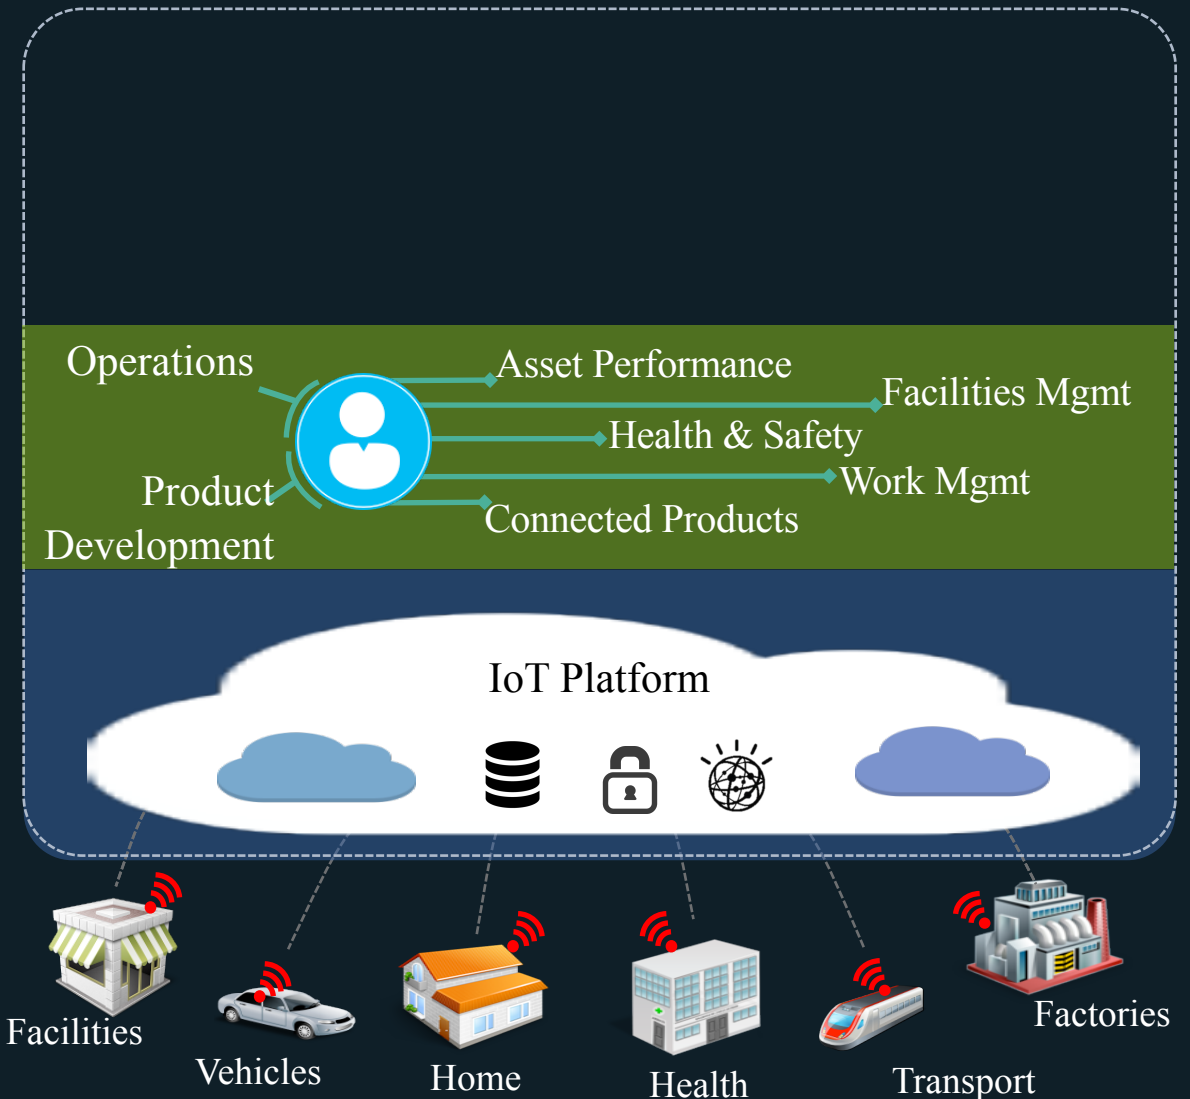 Operations
Asset Performance
Facilities Mgmt
Health & Safety
Work Mgmt
Product
Development
Connected Products
IoT Platform
Facilities
Vehicles
Home
Health
Transport
Factories